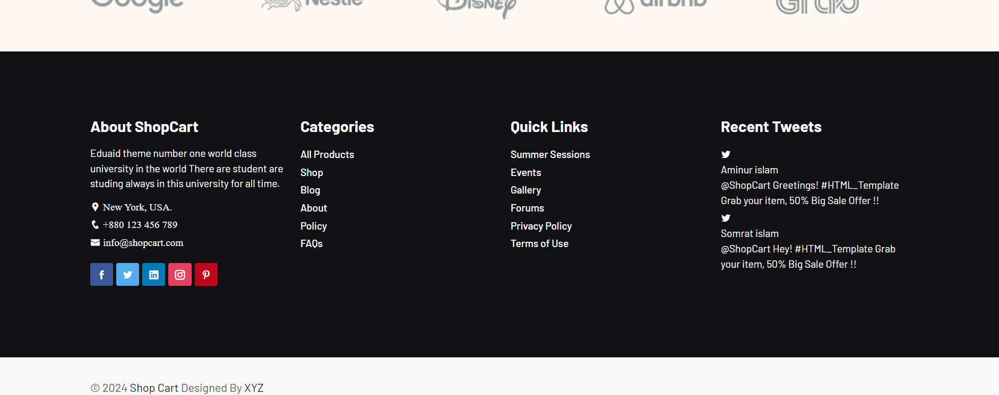 Google Nestle Disney airbnb Grab
About ShopCart
Eduaid theme number one world class
university in the world There are student are
studing always in this university for all time.
New York, USA.
+880 123 456 789
info@shopcart.com
Categories
All Products
Shop
Blog
About
Policy
FAQs
Quick Links
Summer Sessions
Events
Gallery
Forums
Privacy Policy
Terms of Use
Recent Tweets
Aminur islam
@ShopCart Greetings! #HTML_Template
Grab your item, 50% Big Sale Offer !!
Somrat islam
@ShopCart Hey! #HTML_Template Grab
your item, 50% Big Sale Offer !!
© 2024 Shop Cart Designed By XYZ